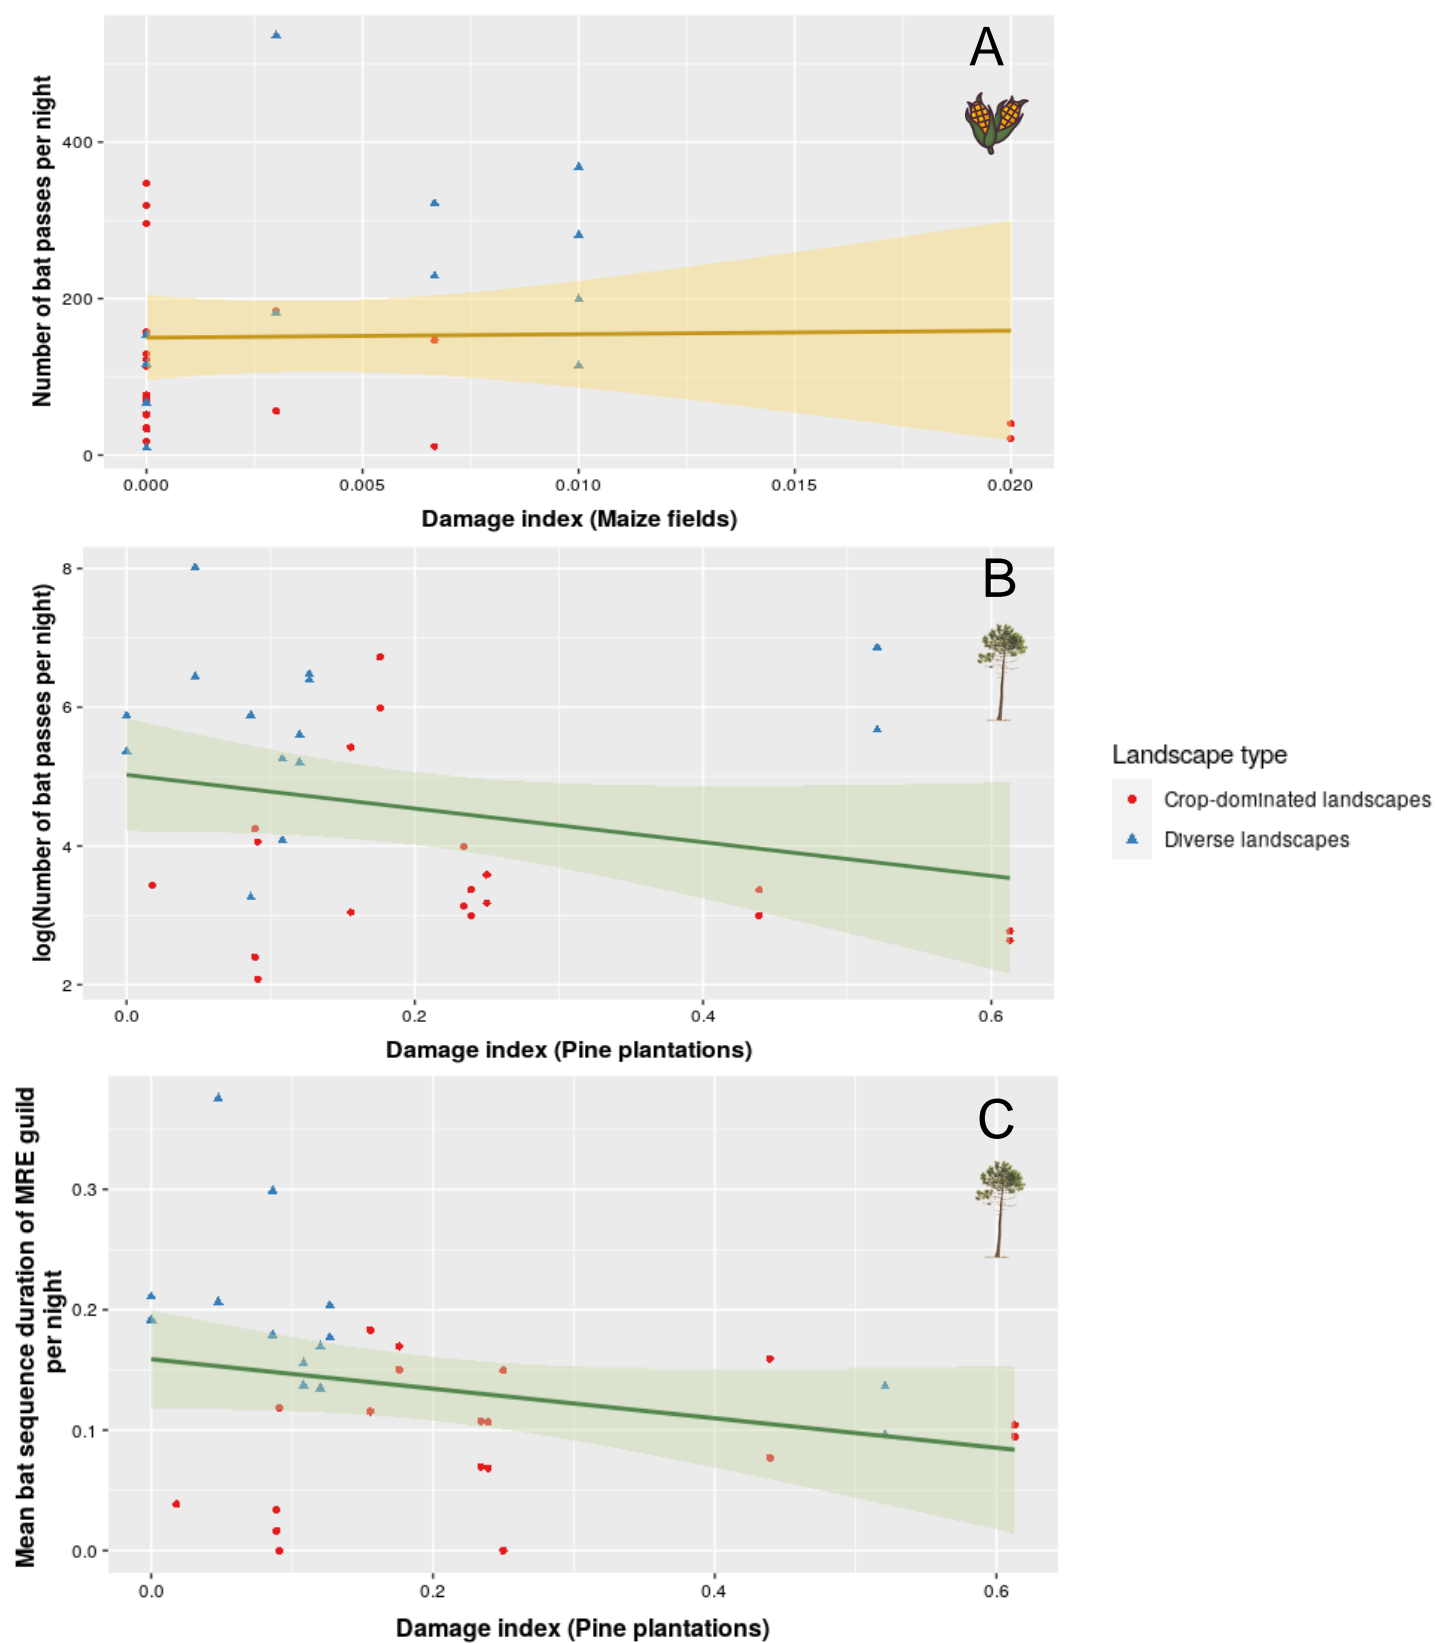 A
Number of bat passes per night
400
200
0
0.000 0.005 0.010 0.015 0.020
Damage index (Maize fields)
B
log(Number of bat passes per night)
8
6
4
2
0.0 0.2 0.4 0.6
Damage index (Pine plantations)
Landscape type
Crop-dominated landscapes
Diverse landscapes
C
Mean bat sequence duration of MRE guild
per night
0.3
0.2
0.1
0.0
0.0 0.2 0.4 0.6
Damage index (Pine plantations)